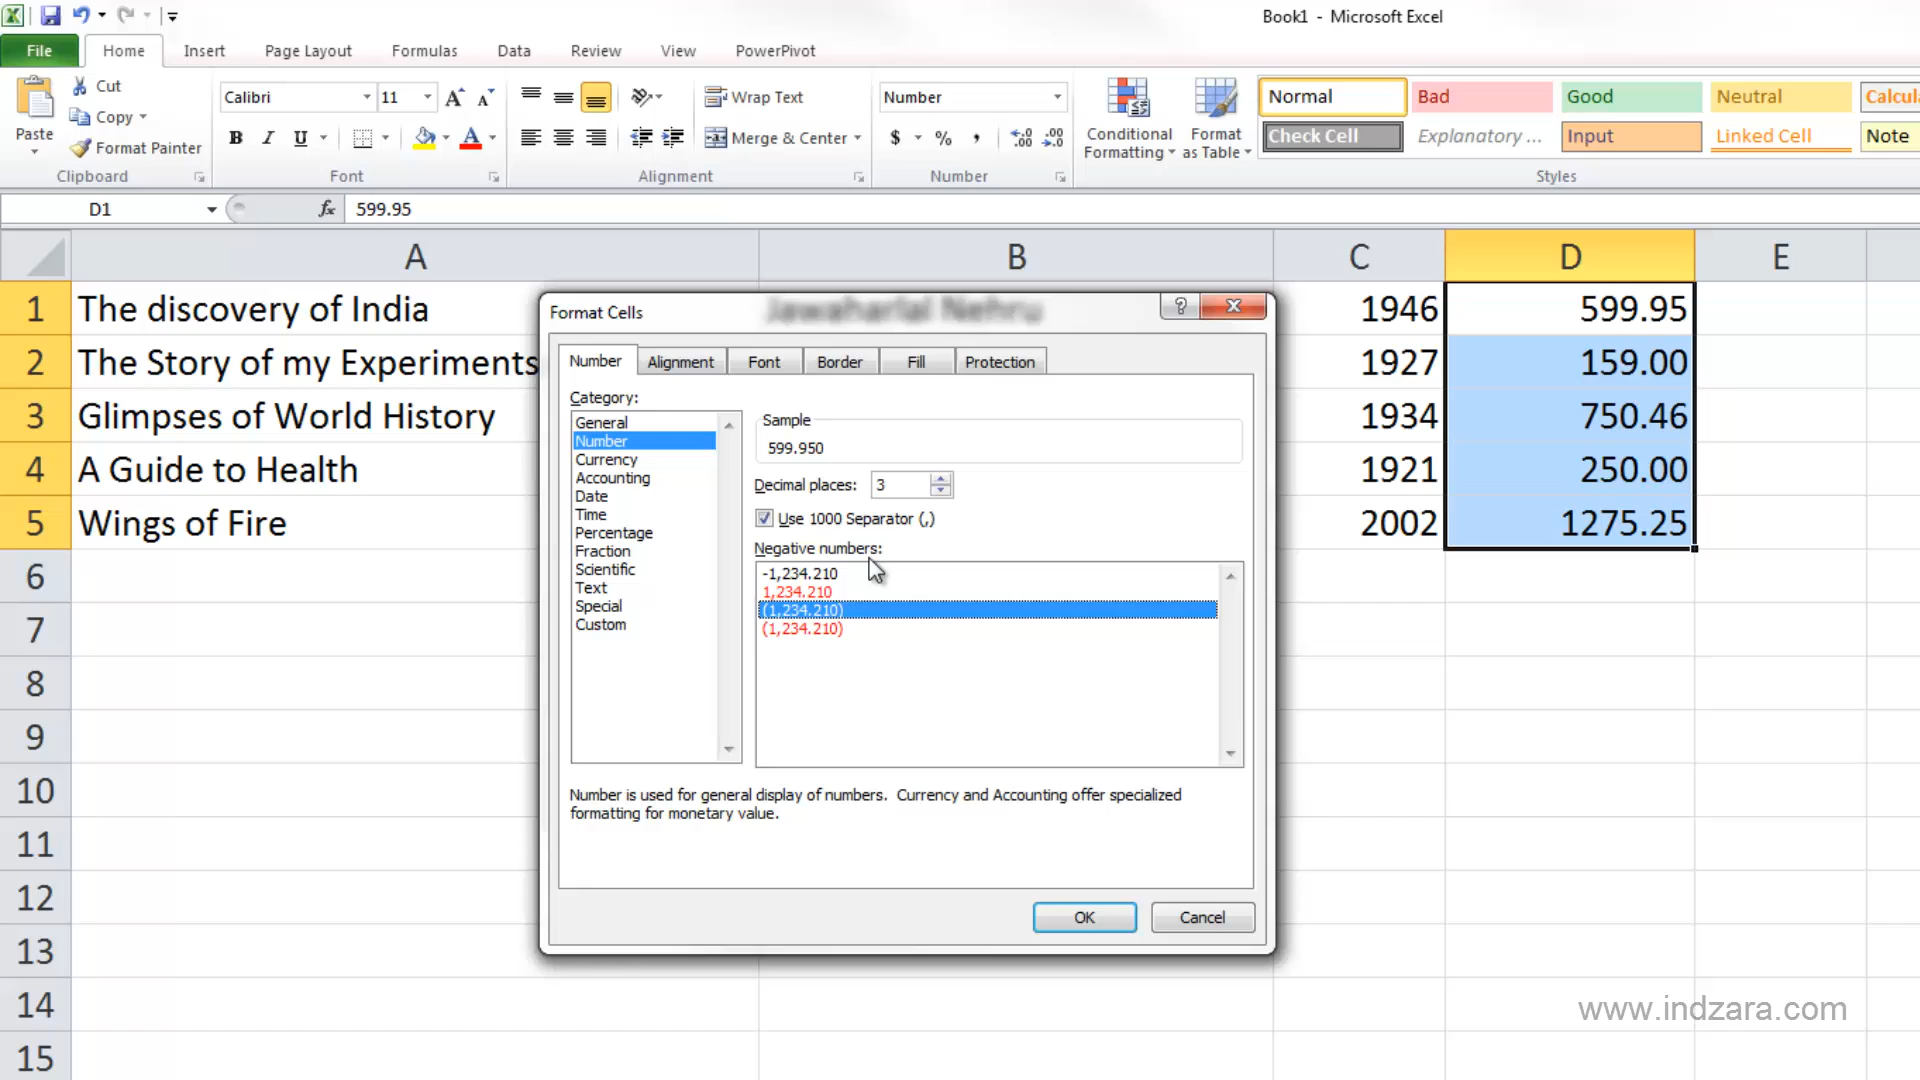 Book1 - Microsoft Excel
File Home Insert Page Layout Formulas Data Review View PowerPivot
Paste
Cut
Copy
Format Painter
Clipboard
Calibri 11
B I U A
Font
Wrap Text
Merge & Center
Alignment
Number
$ % ,
Number
Conditional Formatting
Format as Table
Normal Bad Good Neutral
Check Cell Explanatory ... Input Linked Cell Note
Styles
D1 fx 599.95
A B C D E
1 The discovery of India Jawaharlal Nehru 1946 599.95
2 The Story of my Experiments 1927 159.00
3 Glimpses of World History 1934 750.46
4 A Guide to Health 1921 250.00
5 Wings of Fire 2002 1275.25
6
7
8
9
10
11
12
13
14
15
Format Cells
Number Alignment Font Border Fill Protection
Category:
General
Number
Currency
Accounting
Date
Time
Percentage
Fraction
Scientific
Text
Special
Custom
Sample
599.950
Decimal places: 3
Use 1000 Separator (,)
Negative numbers:
-1,234.210
1,234.210
(1,234.210)
(1,234.210)
Number is used for general display of numbers. Currency and Accounting offer specialized
formatting for monetary value.
OK Cancel
www.indzara.com